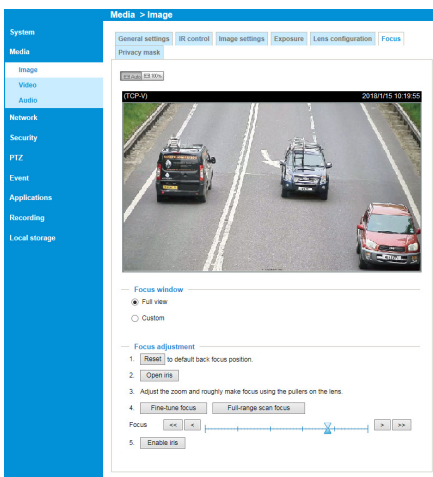 Media > Image
System
Media
Image
Video
Audio
Network
Security
PTZ
Event
Applications
Recording
Local storage
General settings IR control Image settings Exposure Lens configuration Focus
Privacy mask
100%
(TCP-V) 2018/1/15 10:19:55
Focus window
Full view
Custom
Focus adjustment
1. Reset to default back focus position.
2. Open iris
3. Adjust the zoom and roughly make focus using the pullers on the lens.
4. Fine-tune focus Full-range scan focus
Focus << < > >>
5. Enable iris